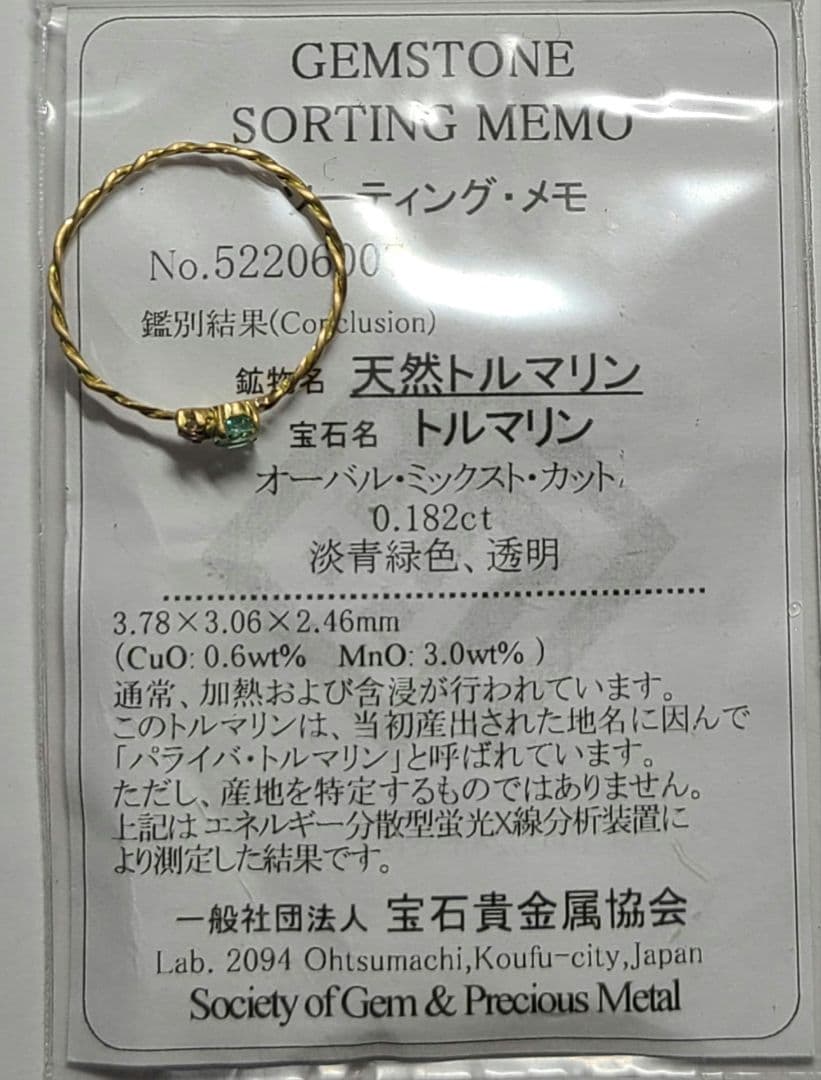 GEMSTONE
SORTING MEMO
ソーティング・メモ
No.5220600
鑑別結果(Conclusion)
鉱物名 天然トルマリン
宝石名 トルマリン
オーバル・ミックスト・カット
0.182ct
淡青緑色、透明
3.78×3.06×2.46mm
(CuO: 0.6wt% MnO: 3.0wt% )
通常、加熱および含浸が行われています。
このトルマリンは、当初産出された地名に因んで
「パライバ・トルマリン」と呼ばれています。
ただし、産地を特定するものではありません。
上記はエネルギー分散型蛍光X線分析装置に
より測定した結果です。
一般社団法人 宝石貴金属協会
Lab. 2094 Ohtsumachi,Koufu-city,Japan
Society of Gem & Precious Metal